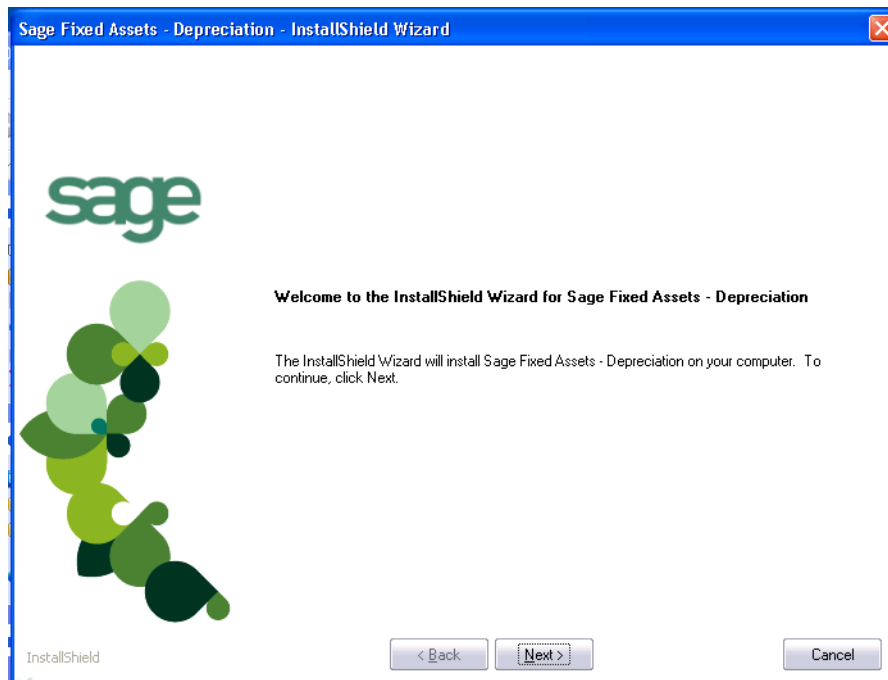 Sage Fixed Assets - Depreciation - InstallShield Wizard
sage
Welcome to the InstallShield Wizard for Sage Fixed Assets - Depreciation
The InstallShield Wizard will install Sage Fixed Assets - Depreciation on your computer. To
continue, click Next.
InstallShield
< Back
Next >
Cancel